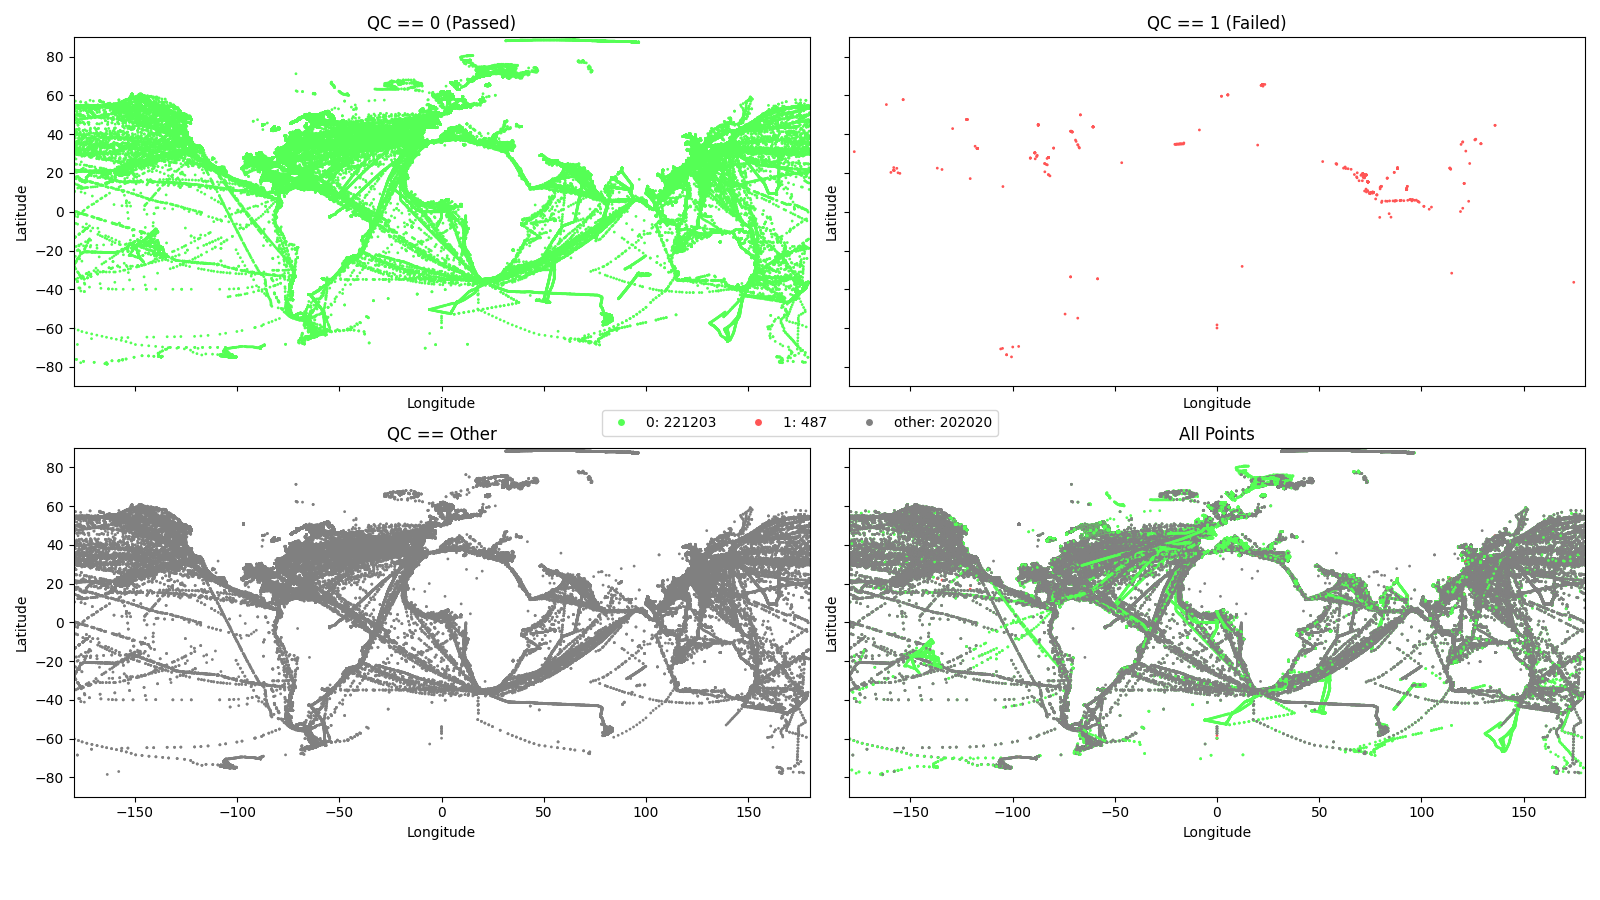 QC == 0 (Passed)
QC == 1 (Failed)
80
60
40
20
0
−20
−40
−60
−80
Latitude
Latitude
Longitude
Longitude
0: 221203
1: 487
other: 202020
QC == Other
All Points
80
60
40
20
0
−20
−40
−60
−80
Latitude
Latitude
−150
−100
−50
0
50
100
150
−150
−100
−50
0
50
100
150
Longitude
Longitude